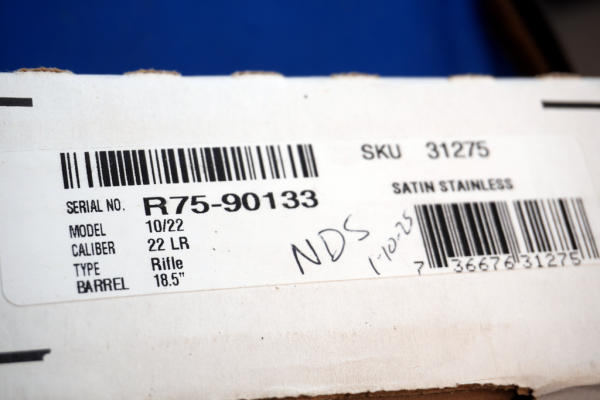 SKU 31275
SERIAL NO. R75-90133
SATIN STAINLESS
MODEL 10/22
CALIBER 22 LR
TYPE Rifle
BARREL 18.5"
NDS
1-10-25
7 36676 31275